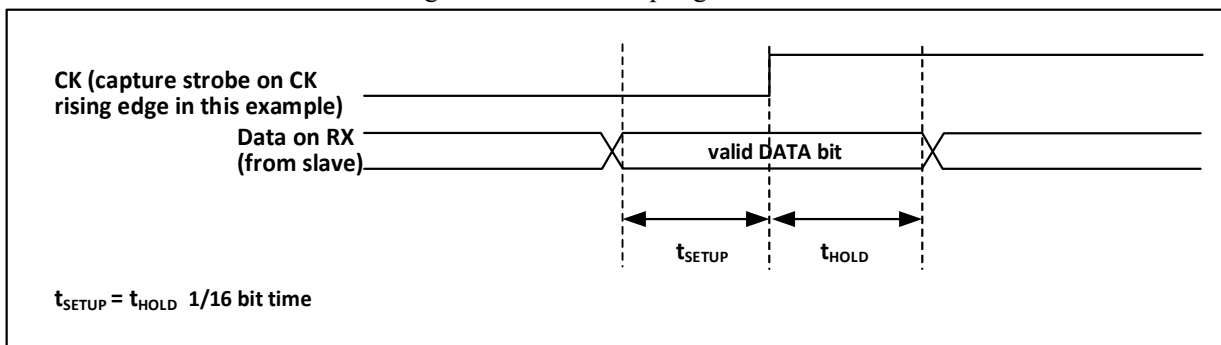 CK (capture strobe on CK
rising edge in this example)
Data on RX
(from slave)
valid DATA bit
tSETUP
tHOLD
tSETUP = tHOLD 1/16 bit time